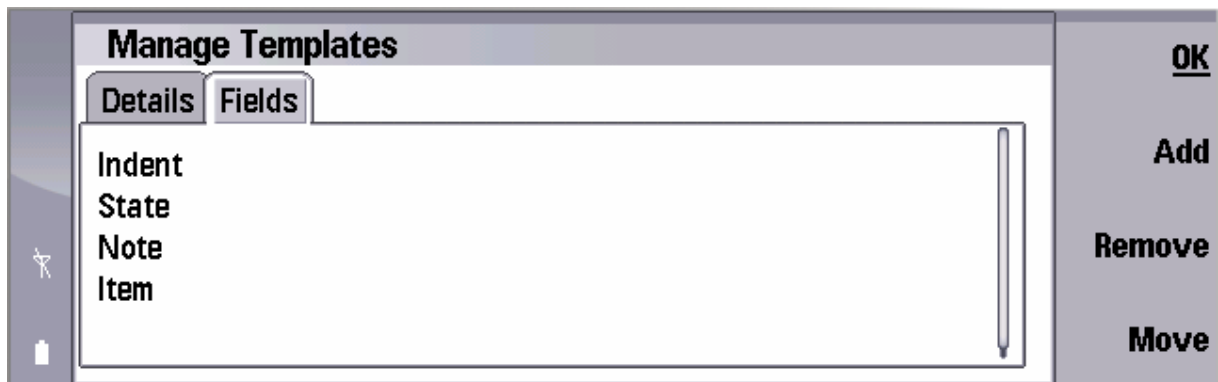 Manage Templates
Details Fields
Indent
State
Note
Item
OK
Add
Remove
Move